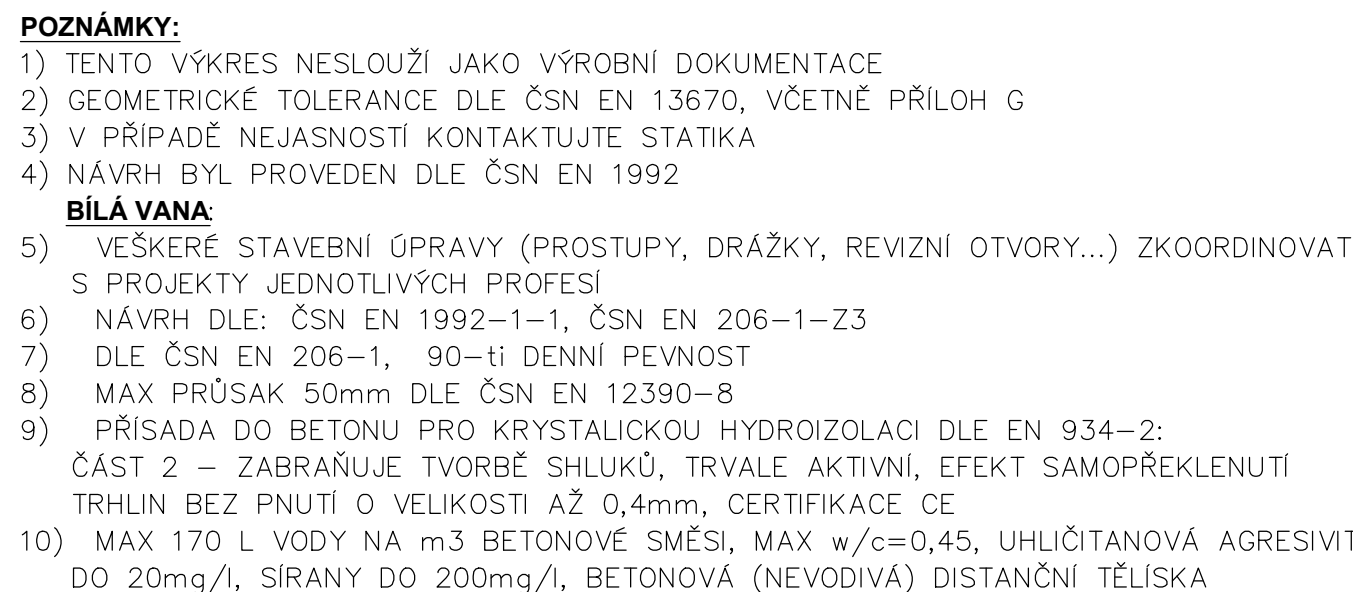 POZNÁMKY:
1) TENTO VÝKRES NESLOUŽÍ JAKO VÝROBNÍ DOKUMENTACE
2) GEOMETRICKÉ TOLERANCE DLE ČSN EN 13670, VČETNĚ PŘÍLOH G
3) V PŘÍPADĚ NEJASNOSTÍ KONTAKTUJTE STATIKA
4) NÁVRH BYL PROVEDEN DLE ČSN EN 1992
BÍLÁ VANA:
5) VEŠKERÉ STAVEBNÍ ÚPRAVY (PROSTUPY, DRÁŽKY, REVIZNÍ OTVORY...) ZKOORDINOVAT
S PROJEKTY JEDNOTLIVÝCH PROFESÍ
6) NÁVRH DLE: ČSN EN 1992-1-1, ČSN EN 206-1-Z3
7) DLE ČSN EN 206-1, 90-ti DENNÍ PEVNOST
8) MAX PRŮSAK 50mm DLE ČSN EN 12390-8
9) PŘÍSADA DO BETONU PRO KRYSTALICKOU HYDROIZOLACI DLE EN 934-2:
ČÁST 2 - ZABRAŇUJE TVORBĚ SHLUKŮ, TRVALE AKTIVNÍ, EFEKT SAMOPŘEKLENUTÍ
TRHLIN BEZ PNUTÍ O VELIKOSTI AŽ 0,4mm, CERTIFIKACE CE
10) MAX 170 L VODY NA m3 BETONOVÉ SMĚSI, MAX w/c=0,45, UHLIČITANOVÁ AGRESIVIT
DO 20mg/l, SÍRANY DO 200mg/l, BETONOVÁ (NEVODIVÁ) DISTANČNÍ TĚLÍSKA